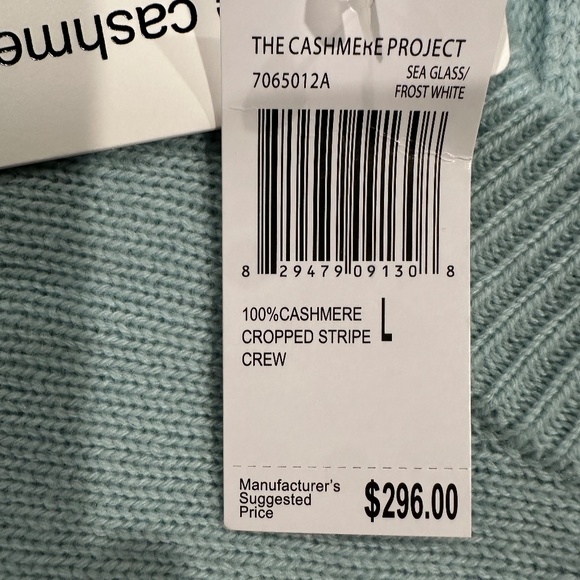 cashme
THE CASHMERE PROJECT
7065012A
SEA GLASS/
FROST WHITE
8 29479 09130 8
100%CASHMERE
CROPPED STRIPE L
CREW
Manufacturer's
Suggested
Price
$296.00